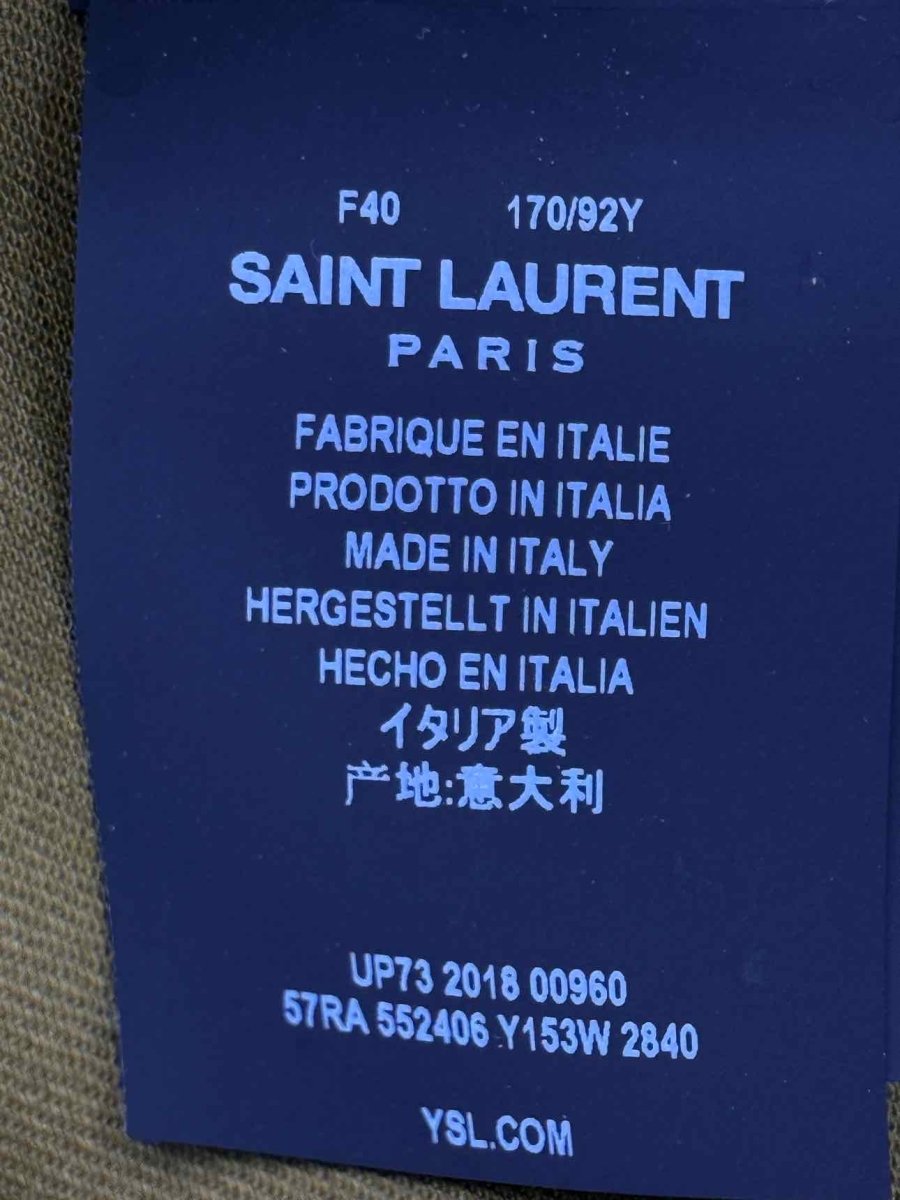 F40 170/92Y
SAINT LAURENT
PARIS
FABRIQUE EN ITALIE
PRODOTTO IN ITALIA
MADE IN ITALY
HERGESTELLT IN ITALIEN
HECHO EN ITALIA
イタリア製
产地:意大利
UP73 2018 00960
57RA 552406 Y153W 2840
YSL.COM